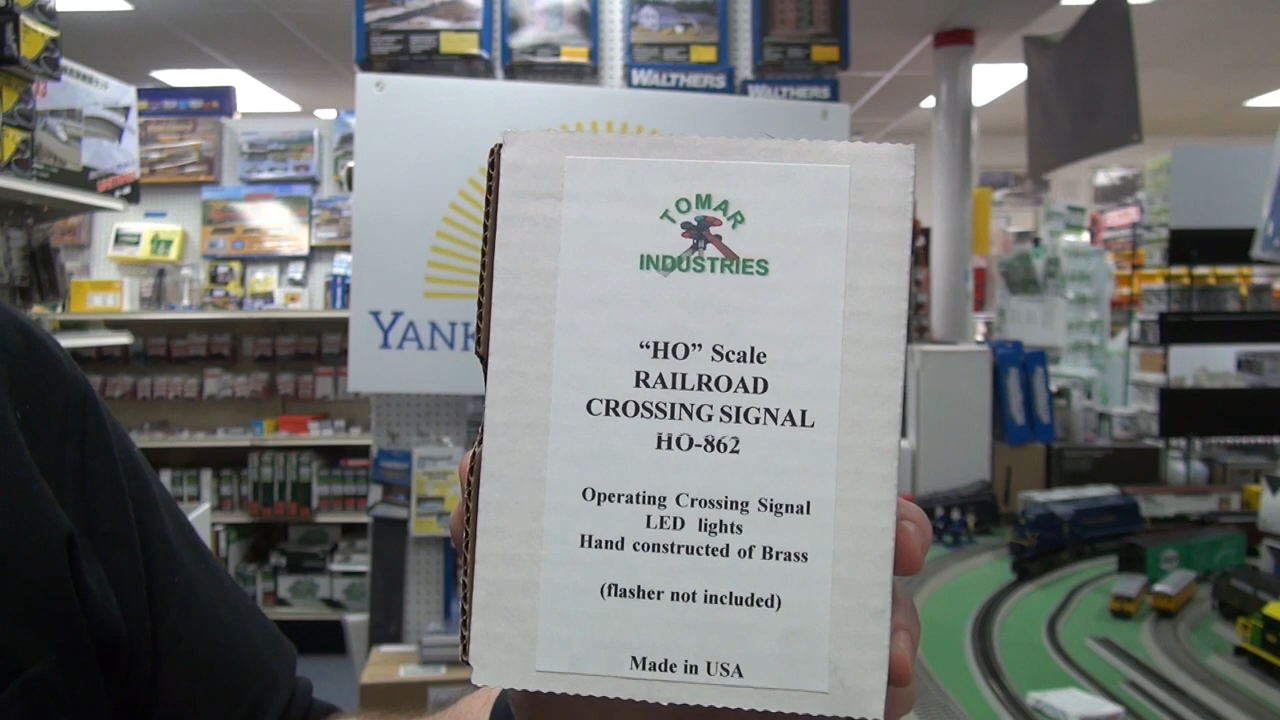 WALTHERS
WALTHERS
YANK
TOMAR
INDUSTRIES
“HO” Scale
RAILROAD
CROSSING SIGNAL
HO-862
Operating Crossing Signal
LED lights
Hand constructed of Brass
(flasher not included)
Made in USA